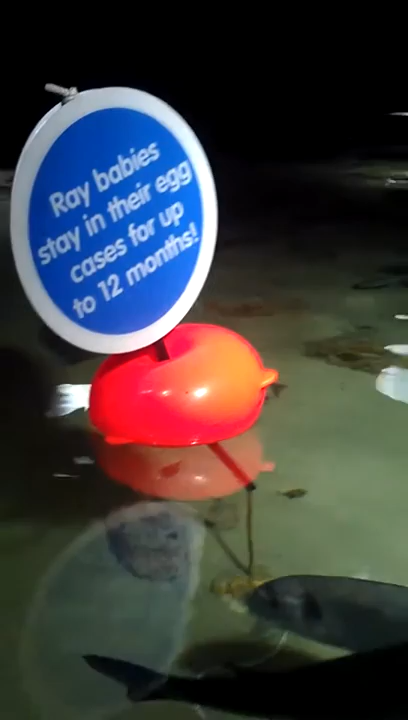 Ray babies
stay in their egg
cases for up
to 12 months!